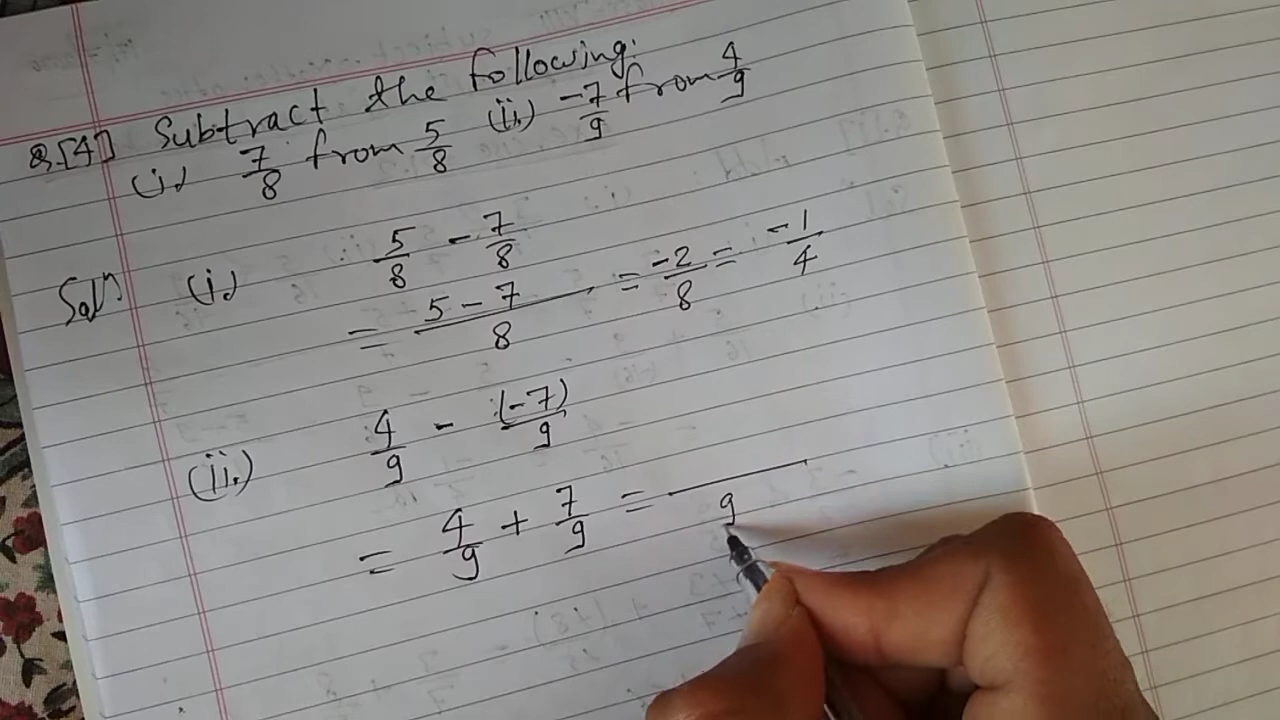 Q.[4] Subtract the following:
(i) 7/8 from 5/8 (ii.) -7/9 from 4/9
Solⁿ (i) 5/8 - 7/8
= 5-7/8 = -2/8 = -1/4
(ii.) 4/9 - (-7)/9
= 4/9 + 7/9 = /9